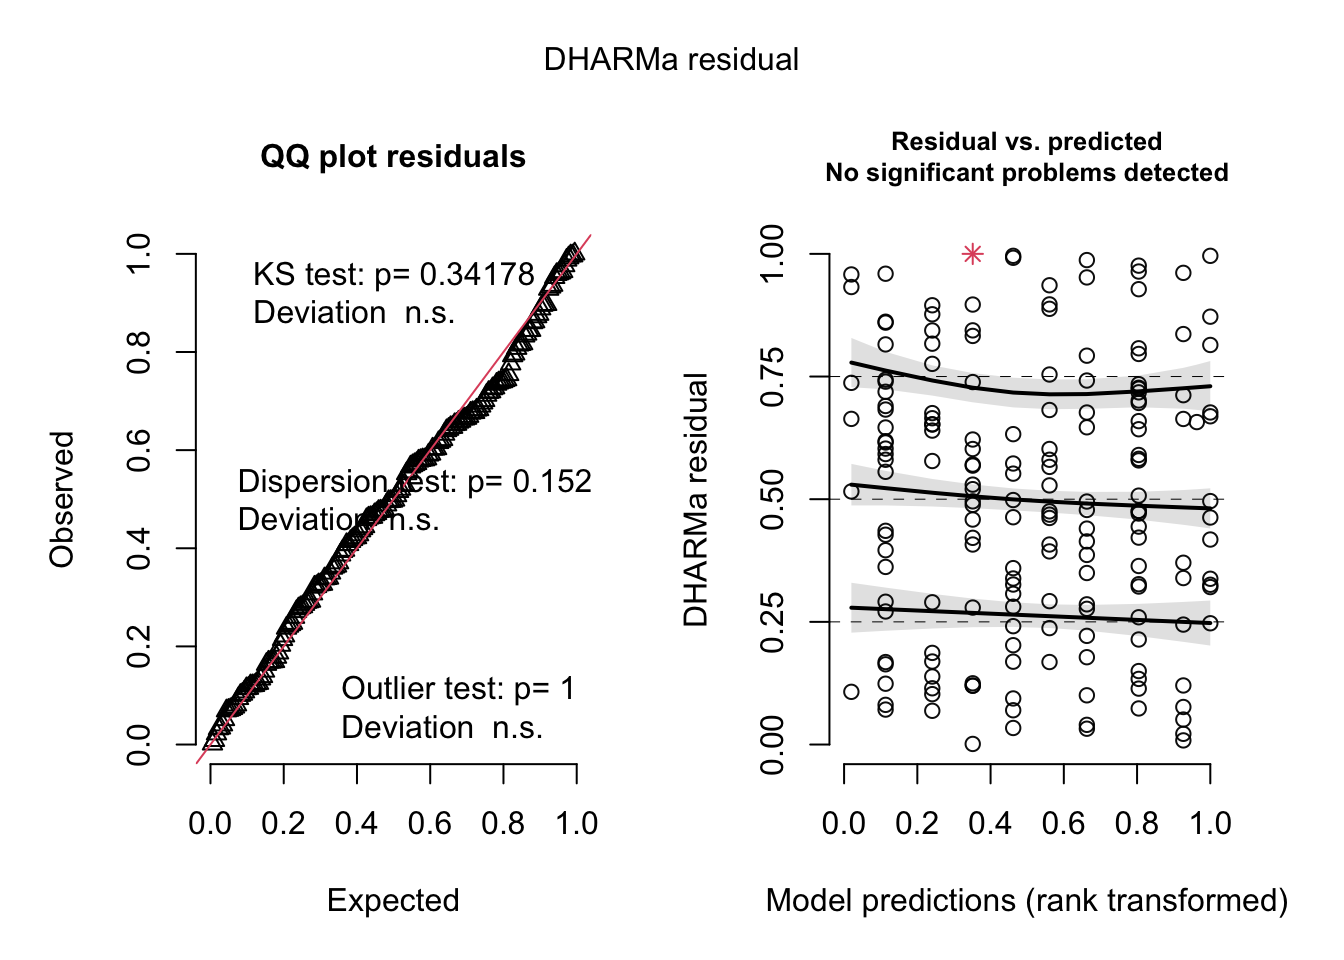 DHARMa residual
QQ plot residuals
KS test: p= 0.34178
Deviation n.s.
Dispersion test: p= 0.152
Deviation n.s.
Outlier test: p= 1
Deviation n.s.
Observed
0.0 0.2 0.4 0.6 0.8 1.0
0.0 0.2 0.4 0.6 0.8 1.0
Expected
Residual vs. predicted
No significant problems detected
DHARMa residual
0.00 0.25 0.50 0.75 1.00
0.0 0.2 0.4 0.6 0.8 1.0
Model predictions (rank transformed)